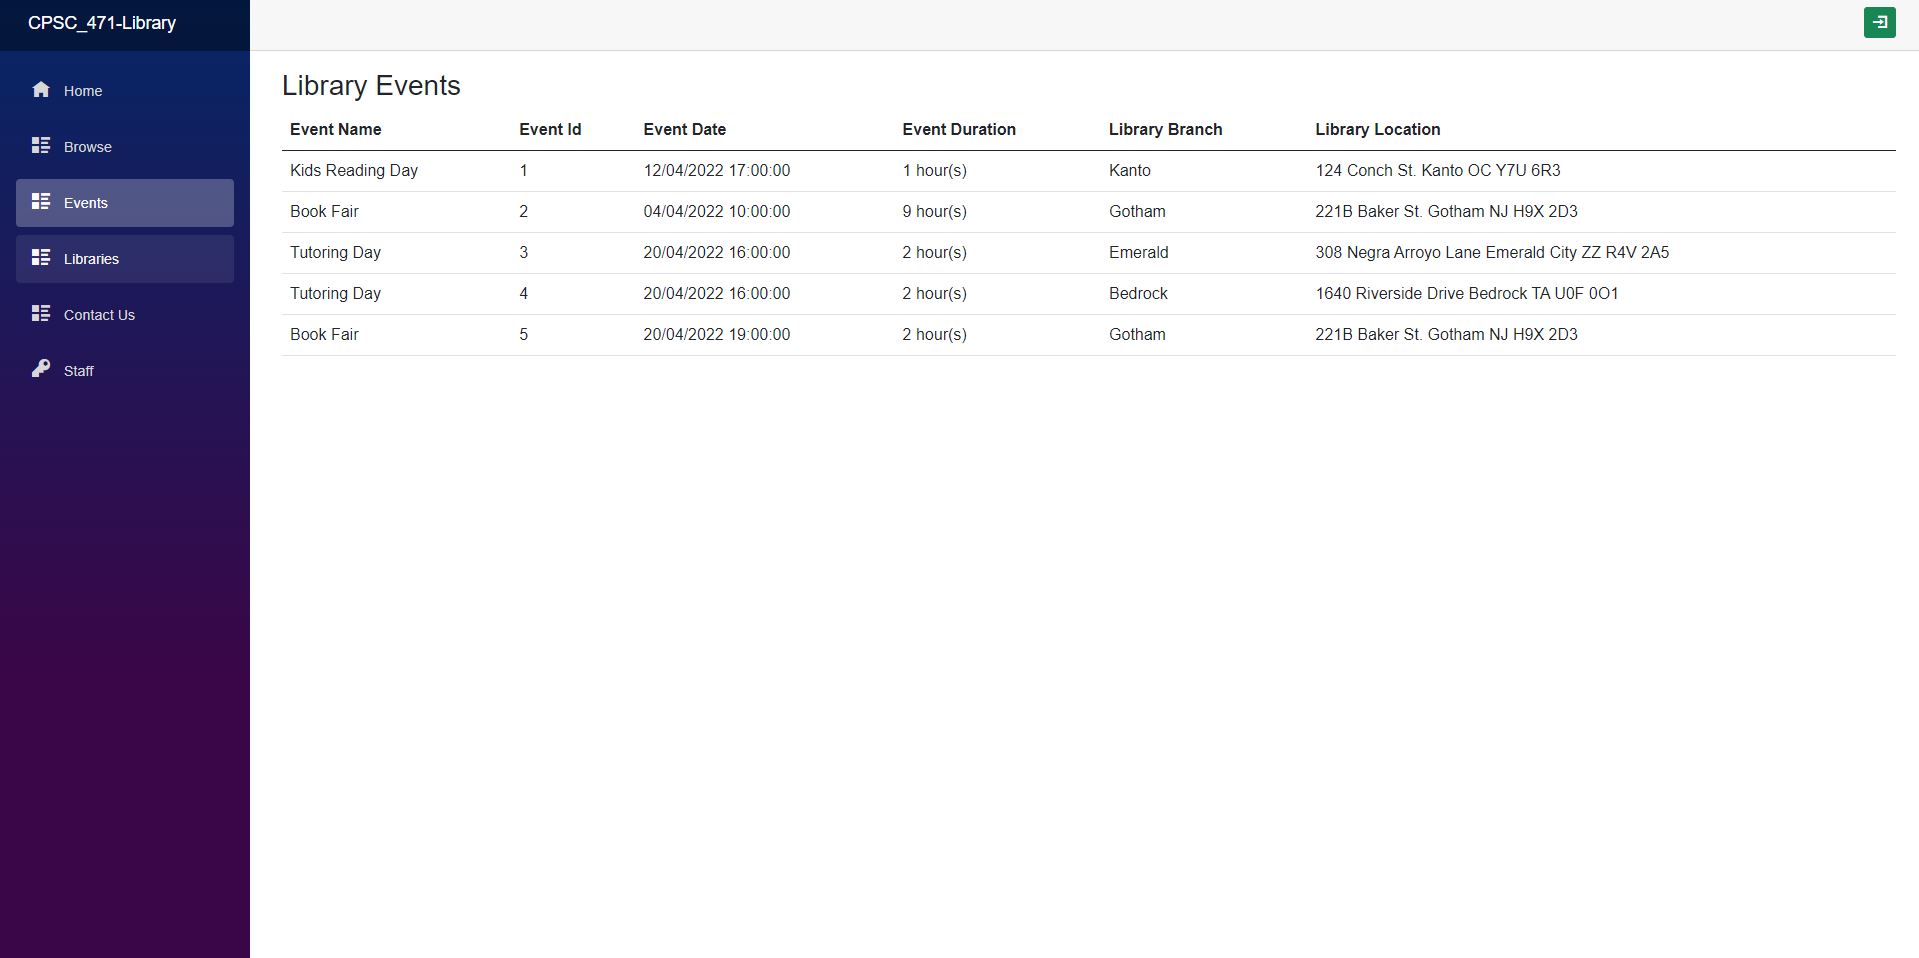 CPSC_471-Library
Home
Browse
Events
Libraries
Contact Us
Staff
Library Events
Event Name Event Id Event Date Event Duration Library Branch Library Location
Kids Reading Day 1 12/04/2022 17:00:00 1 hour(s) Kanto 124 Conch St. Kanto OC Y7U 6R3
Book Fair 2 04/04/2022 10:00:00 9 hour(s) Gotham 221B Baker St. Gotham NJ H9X 2D3
Tutoring Day 3 20/04/2022 16:00:00 2 hour(s) Emerald 308 Negra Arroyo Lane Emerald City ZZ R4V 2A5
Tutoring Day 4 20/04/2022 16:00:00 2 hour(s) Bedrock 1640 Riverside Drive Bedrock TA U0F 0O1
Book Fair 5 20/04/2022 19:00:00 2 hour(s) Gotham 221B Baker St. Gotham NJ H9X 2D3